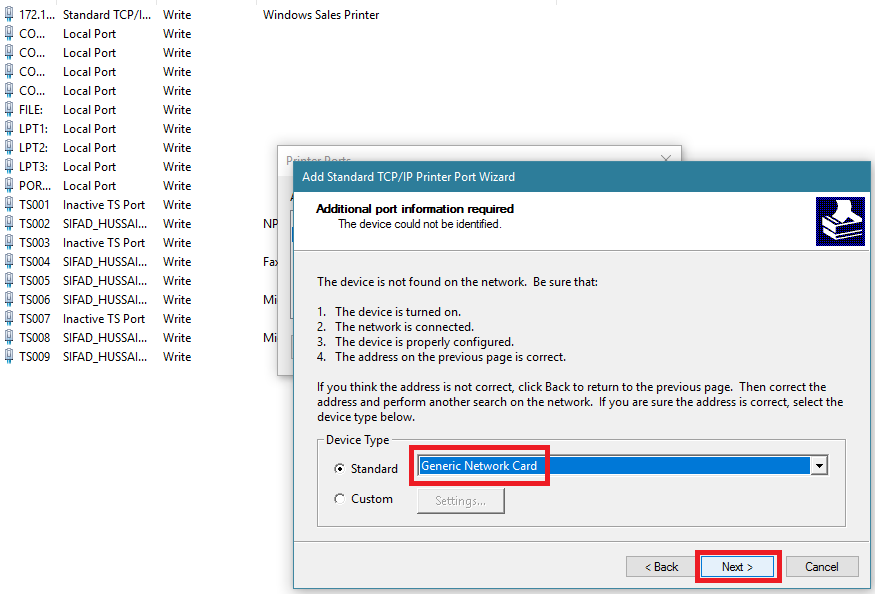 172.1... Standard TCP/I... Write Windows Sales Printer
CO... Local Port Write
CO... Local Port Write
CO... Local Port Write
CO... Local Port Write
FILE: Local Port Write
LPT1: Local Port Write
LPT2: Local Port Write
LPT3: Local Port Write
POR... Local Port Write
TS001 Inactive TS Port Write
TS002 SIFAD_HUSSAI... Write NP
TS003 Inactive TS Port Write
TS004 SIFAD_HUSSAI... Write Fax
TS005 SIFAD_HUSSAI... Write
TS006 SIFAD_HUSSAI... Write Mi
TS007 Inactive TS Port Write
TS008 SIFAD_HUSSAI... Write Mi
TS009 SIFAD_HUSSAI... Write
Printer Ports
Add Standard TCP/IP Printer Port Wizard
Additional port information required
The device could not be identified.
The device is not found on the network. Be sure that:
1. The device is turned on.
2. The network is connected.
3. The device is properly configured.
4. The address on the previous page is correct.
If you think the address is not correct, click Back to return to the previous page. Then correct the
address and perform another search on the network. If you are sure the address is correct, select the
device type below.
Device Type
Standard Generic Network Card
Custom Settings...
< Back Next > Cancel